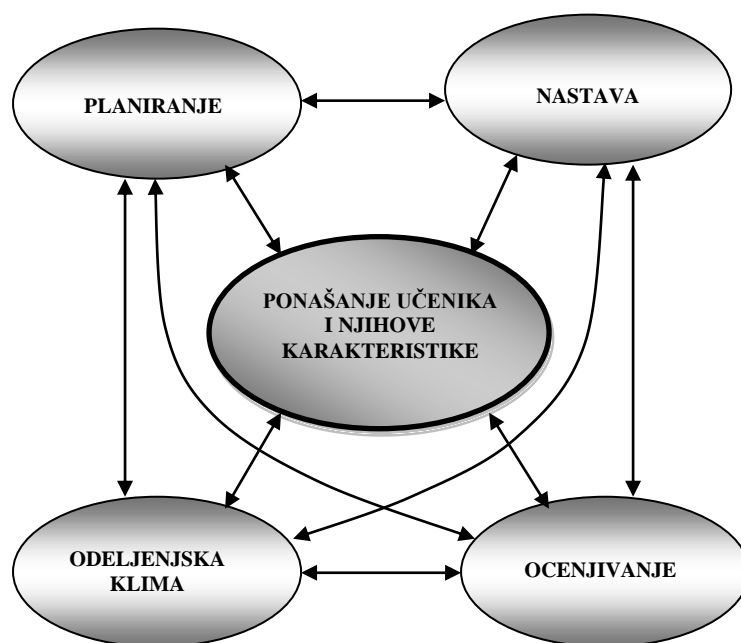 PLANIRANJE
NASTAVA
PONAŠANJE UČENIKA
I NJIHOVE
KARAKTERISTIKE
ODELJENJSKA
KLIMA
OCENJIVANJE